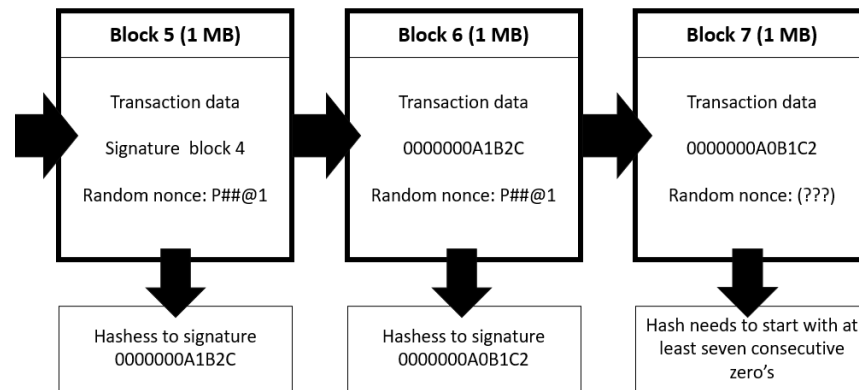 Block 5 (1 MB)
Transaction data
Signature block 4
Random nonce: P##@1
Hashess to signature
0000000A1B2C
Block 6 (1 MB)
Transaction data
0000000A1B2C
Random nonce: P##@1
Hashess to signature
0000000A0B1C2
Block 7 (1 MB)
Transaction data
0000000A0B1C2
Random nonce: (???)
Hash needs to start with at
least seven consecutive
zero's